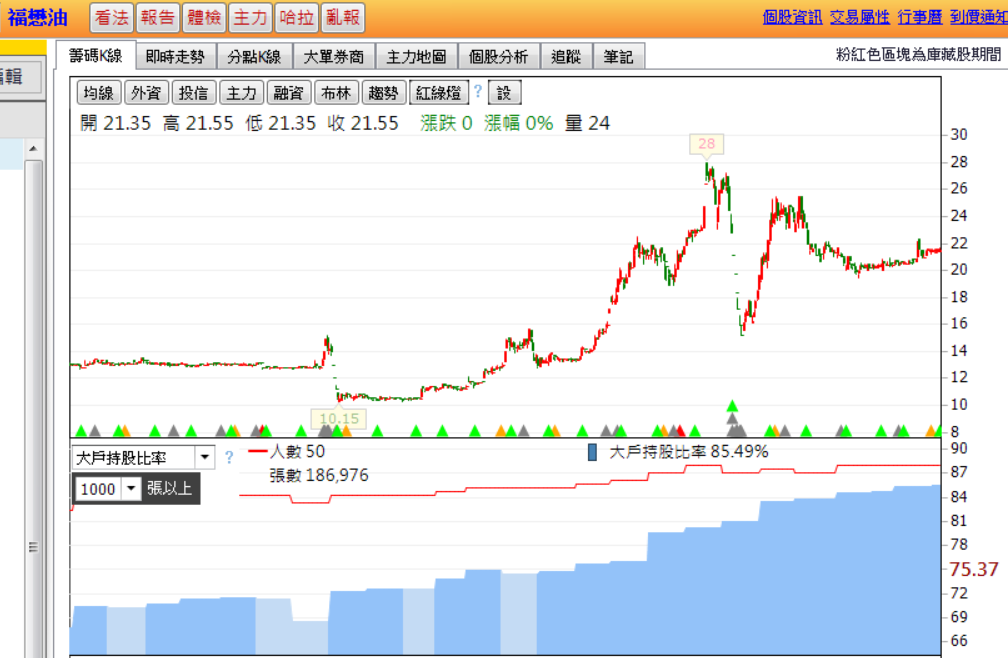 福懋油 看法 報告 體檢 主力 哈拉 亂報 個股資訊 交易屬性 行事曆 到價通知
籌碼K線 即時走勢 分點K線 大單券商 主力地圖 個股分析 追蹤 筆記 粉紅色區塊為庫藏股期間
編輯
均線 外資 投信 主力 融資 布林 趨勢 紅綠燈 ? 設
開 21.35 高 21.55 低 21.35 收 21.55 漲跌 0 漲幅 0% 量 24
30
28
28
26
24
22
20
18
16
14
12
10
10.15
8
大戶持股比率 ? 人數 50 大戶持股比率 85.49%
張數 186,976
1000 張以上
90
87
84
81
78
75.37
72
69
66